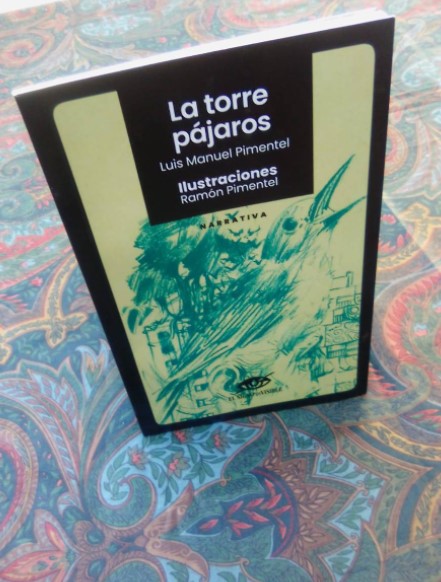 La torre
pájaros
Luis Manuel Pimentel
Ilustraciones
Ramón Pimentel
NARRATIVA